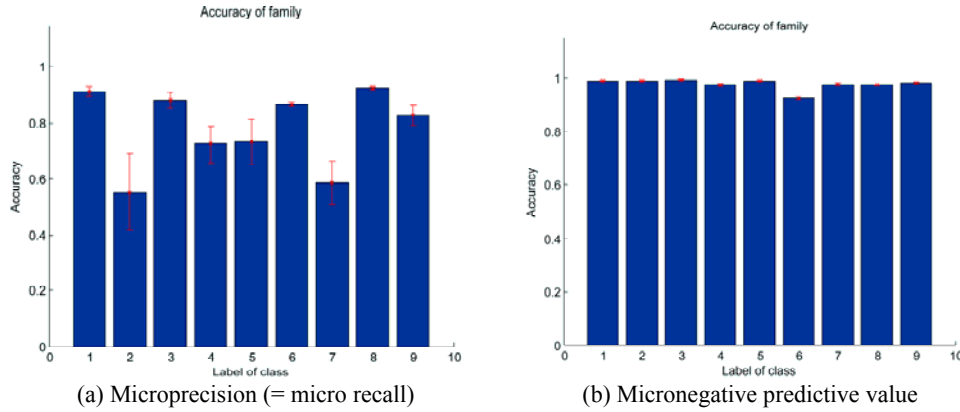 Accuracy of family
1
0.8
0.6
0.4
0.2
0
Accuracy
0 1 2 3 4 5 6 7 8 9 10
Label of class
(a) Microprecision (= micro recall)
Accuracy of family
1
0.8
0.6
0.4
0.2
0
Accuracy
0 1 2 3 4 5 6 7 8 9 10
Label of class
(b) Micronegative predictive value